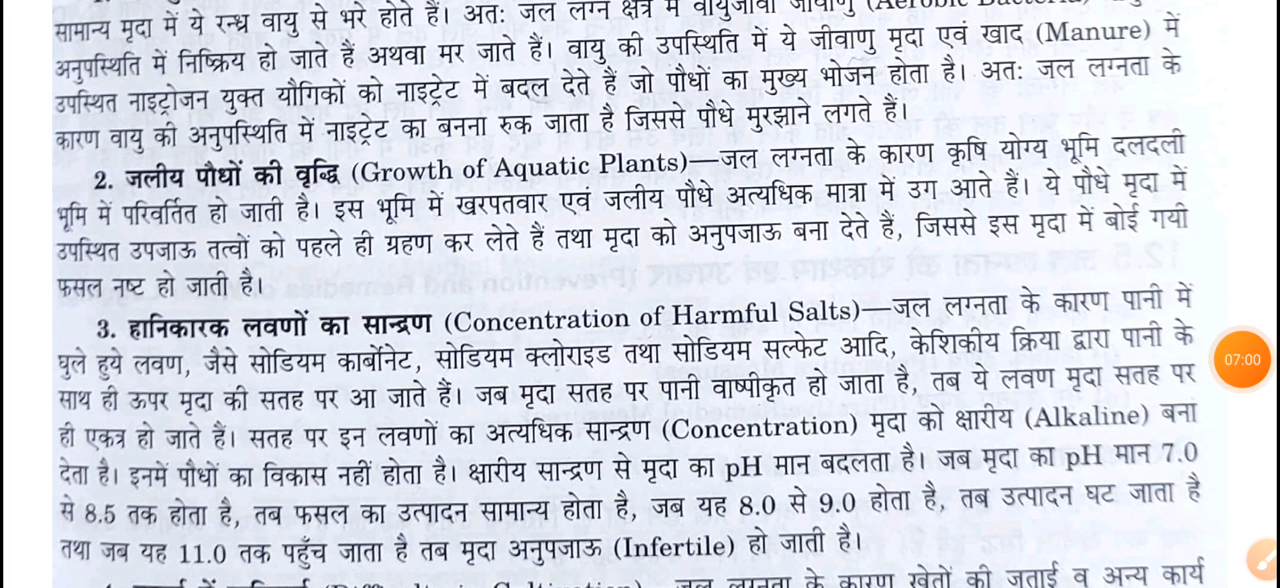 सामान्य मृदा में ये रन्ध्र वायु से भरे होते हैं। अतः जल लग्न क्षेत्र में वायुजीवी जीवाणु (Aerobic Bacteria)
अनुपस्थिति में निष्क्रिय हो जाते हैं अथवा मर जाते हैं। वायु की उपस्थिति में ये जीवाणु मृदा एवं खाद (Manure) में
उपस्थित नाइट्रोजन युक्त यौगिकों को नाइट्रेट में बदल देते हैं जो पौधों का मुख्य भोजन होता है। अतः जल लग्नता के
कारण वायु की अनुपस्थिति में नाइट्रेट का बनना रुक जाता है जिससे पौधे मुरझाने लगते हैं।
2. जलीय पौधों की वृद्धि (Growth of Aquatic Plants)—जल लग्नता के कारण कृषि योग्य भूमि दलदली
भूमि में परिवर्तित हो जाती है। इस भूमि में खरपतवार एवं जलीय पौधे अत्यधिक मात्रा में उग आते हैं। ये पौधे मृदा में
उपस्थित उपजाऊ तत्वों को पहले ही ग्रहण कर लेते हैं तथा मृदा को अनुपजाऊ बना देते हैं, जिससे इस मृदा में बोई गयी
फसल नष्ट हो जाती है।
3. हानिकारक लवणों का सान्द्रण (Concentration of Harmful Salts)—जल लग्नता के कारण पानी में
घुले हुये लवण, जैसे सोडियम कार्बोनेट, सोडियम क्लोराइड तथा सोडियम सल्फेट आदि, केशिकीय क्रिया द्वारा पानी के
साथ ही ऊपर मृदा की सतह पर आ जाते हैं। जब मृदा सतह पर पानी वाष्पीकृत हो जाता है, तब ये लवण मृदा सतह पर
07:00
ही एकत्र हो जाते हैं। सतह पर इन लवणों का अत्यधिक सान्द्रण (Concentration) मृदा को क्षारीय (Alkaline) बना
देता है। इनमें पौधों का विकास नहीं होता है। क्षारीय सान्द्रण से मृदा का pH मान बदलता है। जब मृदा का pH मान 7.0
से 8.5 तक होता है, तब फसल का उत्पादन सामान्य होता है, जब यह 8.0 से 9.0 होता है, तब उत्पादन घट जाता है
तथा जब यह 11.0 तक पहुँच जाता है तब मृदा अनुपजाऊ (Infertile) हो जाती है।
जल लग्नता के कारण खेतों की जुताई व अन्य कार्य